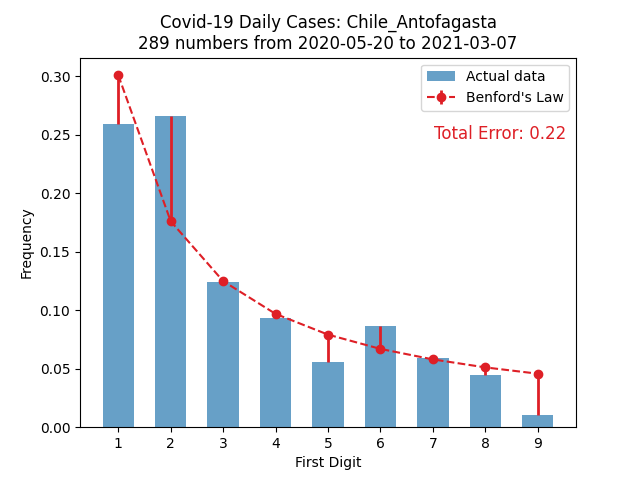 Covid-19 Daily Cases: Chile_Antofagasta
289 numbers from 2020-05-20 to 2021-03-07
Actual data
Benford's Law
Total Error: 0.22
0.30
0.25
0.20
0.15
0.10
0.05
0.00
Frequency
1 2 3 4 5 6 7 8 9
First Digit